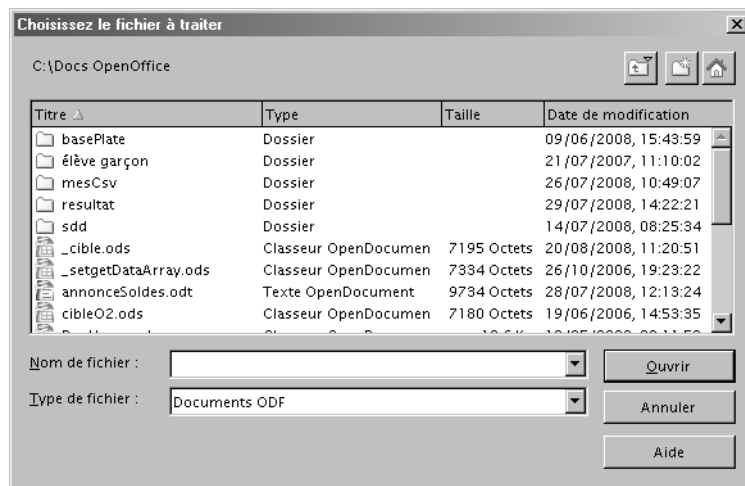 Choisissez le fichier à traiter
C:\Docs OpenOffice
Titre Type Taille Date de modification
basePlate Dossier 09/06/2008, 15:43:59
élève garçon Dossier 21/07/2007, 11:10:02
mesCsv Dossier 26/07/2008, 10:49:07
resultat Dossier 29/07/2008, 14:22:21
sdd Dossier 14/07/2008, 08:25:34
_cible.ods Classeur OpenDocumen 7195 Octets 20/08/2008, 11:20:51
_setgetDataArray.ods Classeur OpenDocumen 7334 Octets 26/10/2006, 19:23:22
annonceSoldes.odt Texte OpenDocument 9734 Octets 28/07/2008, 12:13:24
cibleO2.ods Classeur OpenDocumen 7180 Octets 19/06/2006, 14:53:35
Nom de fichier : Ouvrir
Type de fichier : Documents ODF Annuler
Aide